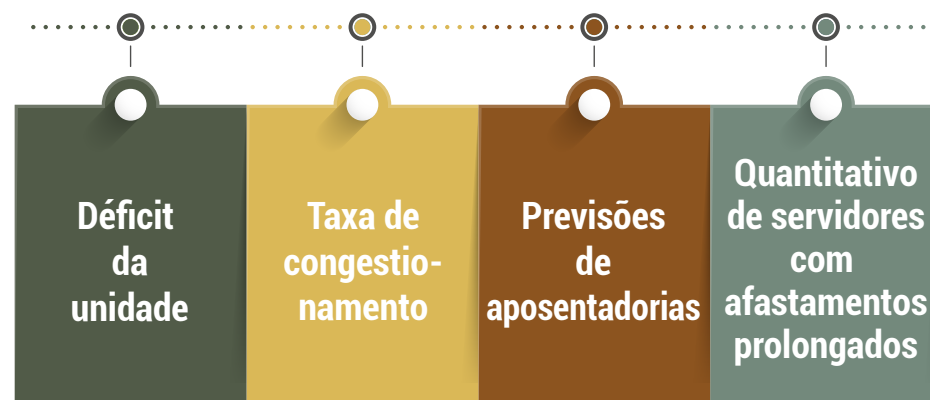 Déficit
da
unidade
Taxa de
congestio-
namento
Previsões
de
aposentadorias
Quantitativo
de servidores
com
afastamentos
prolongados